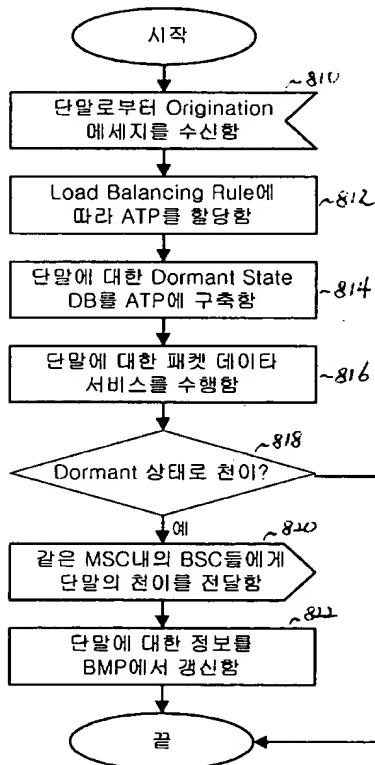 시작
~810
단말로부터 Origination
메세지를 수신함
Load Balancing Rule에
따라 ATP를 할당함
~812
단말에 대한 Dormant State
DB를 ATP에 구축함
~814
단말에 대한 패켓 데이타
서비스를 수행함
~816
~818
Dormant 상태로 천이?
예
~820
같은 MSC내의 BSC들에게
단말의 천이를 전달함
~822
단말에 대한 정보를
BMP에서 갱신함
끝